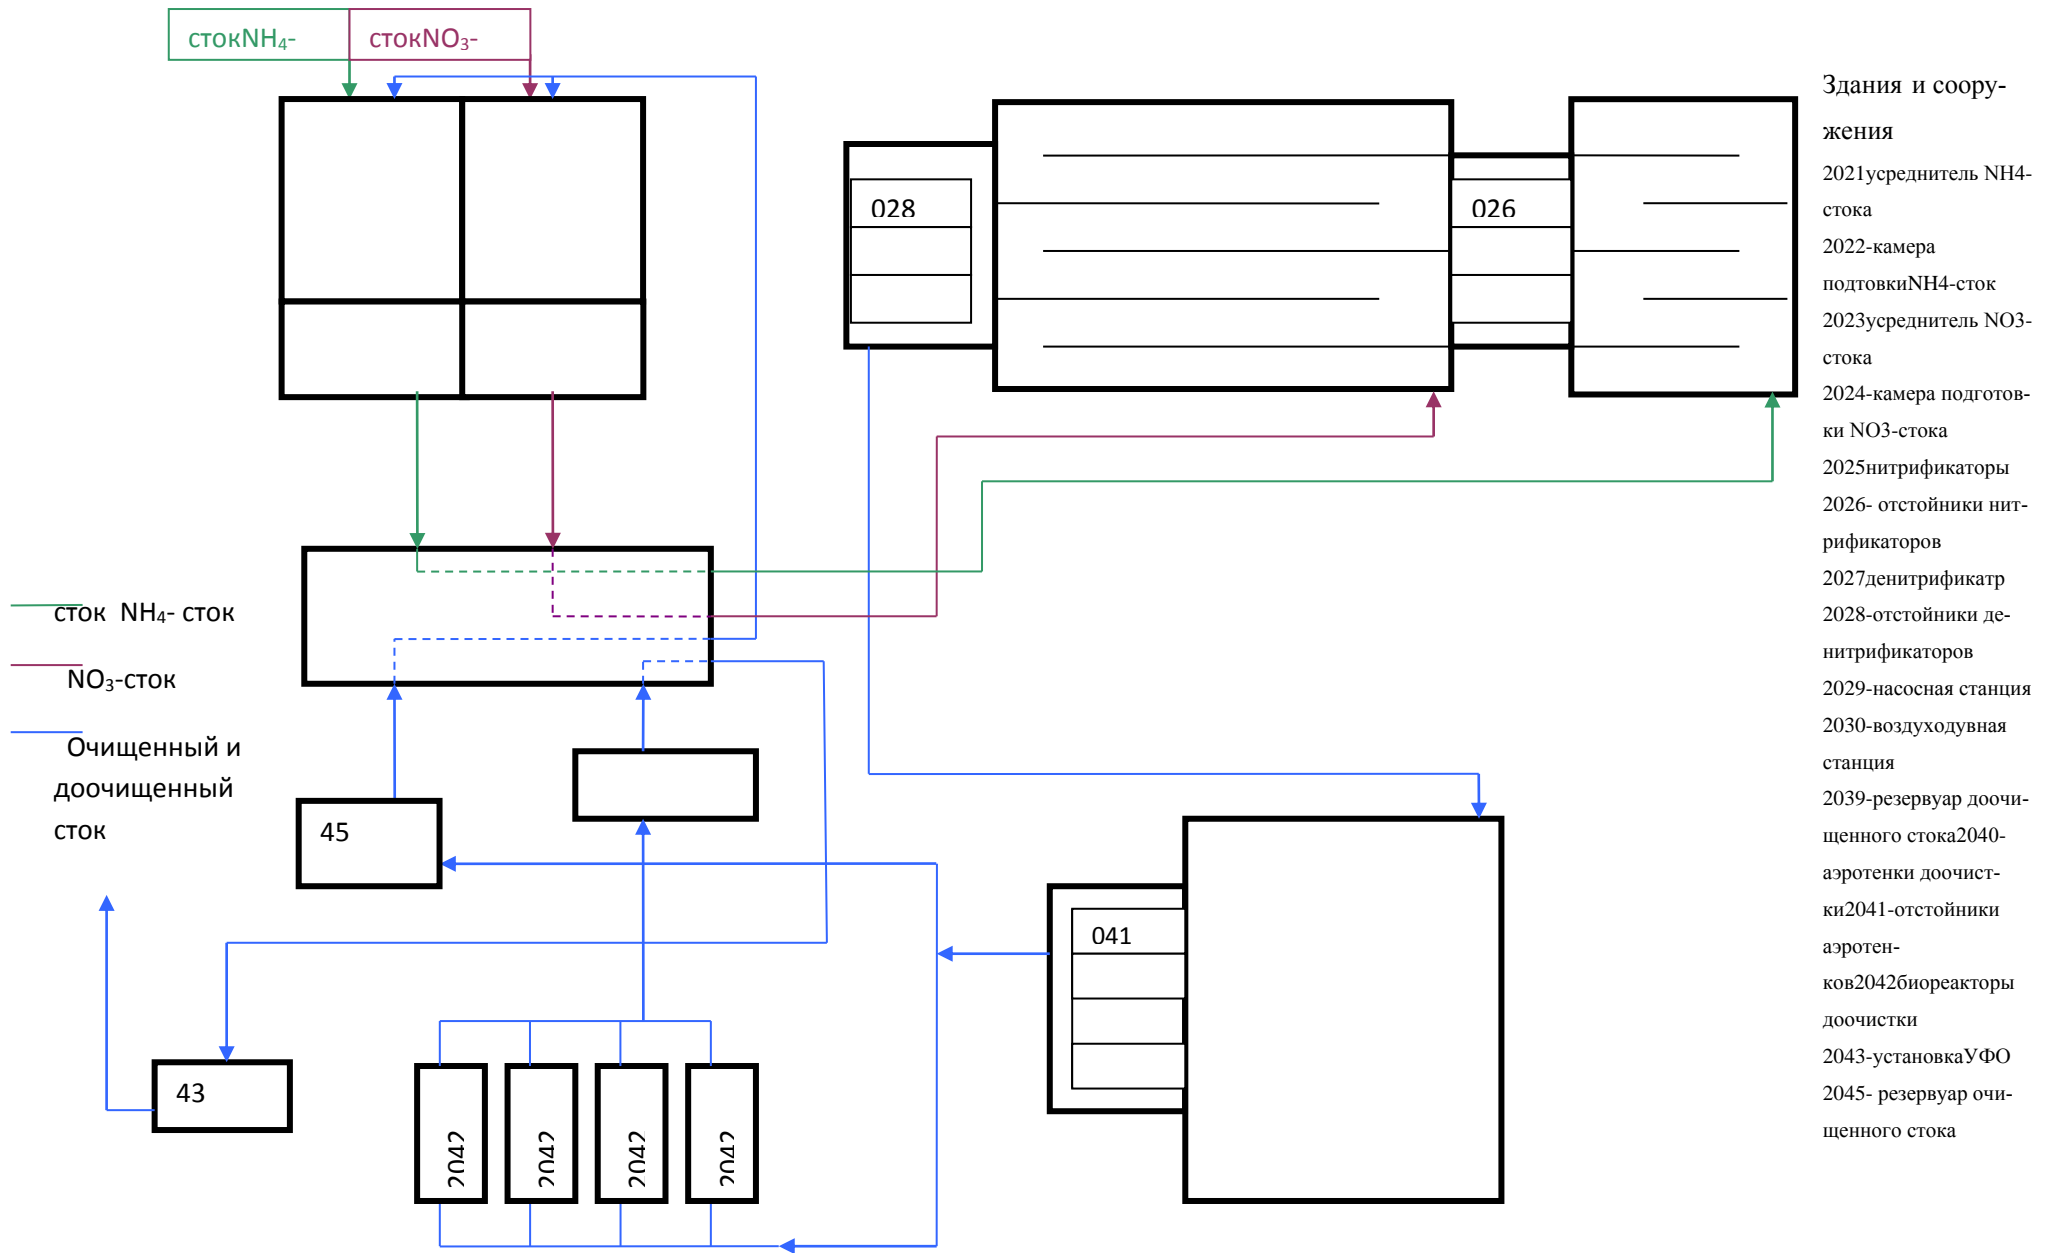 стокNH₄-
стокNO₃-
028
026
сток NH₄- сток
NO₃-сток
Очищенный и
доочищенный
сток
45
43
041
2042
2042
2042
2042
Здания и соору-
жения
2021усреднитель NH4-
стока
2022-камера
подтовкиNH4-сток
2023усреднитель NO3-
стока
2024-камера подготов-
ки NO3-стока
2025нитрификаторы
2026- отстойники нит-
рификаторов
2027денитрификатр
2028-отстойники де-
нитрификаторов
2029-насосная станция
2030-воздуходувная
станция
2039-резервуар доочи-
щенного стока2040-
аэротенки доочист-
ки2041-отстойники
аэротен-
ков2042биореакторы
доочистки
2043-установкаУФО
2045- резервуар очи-
щенного стока